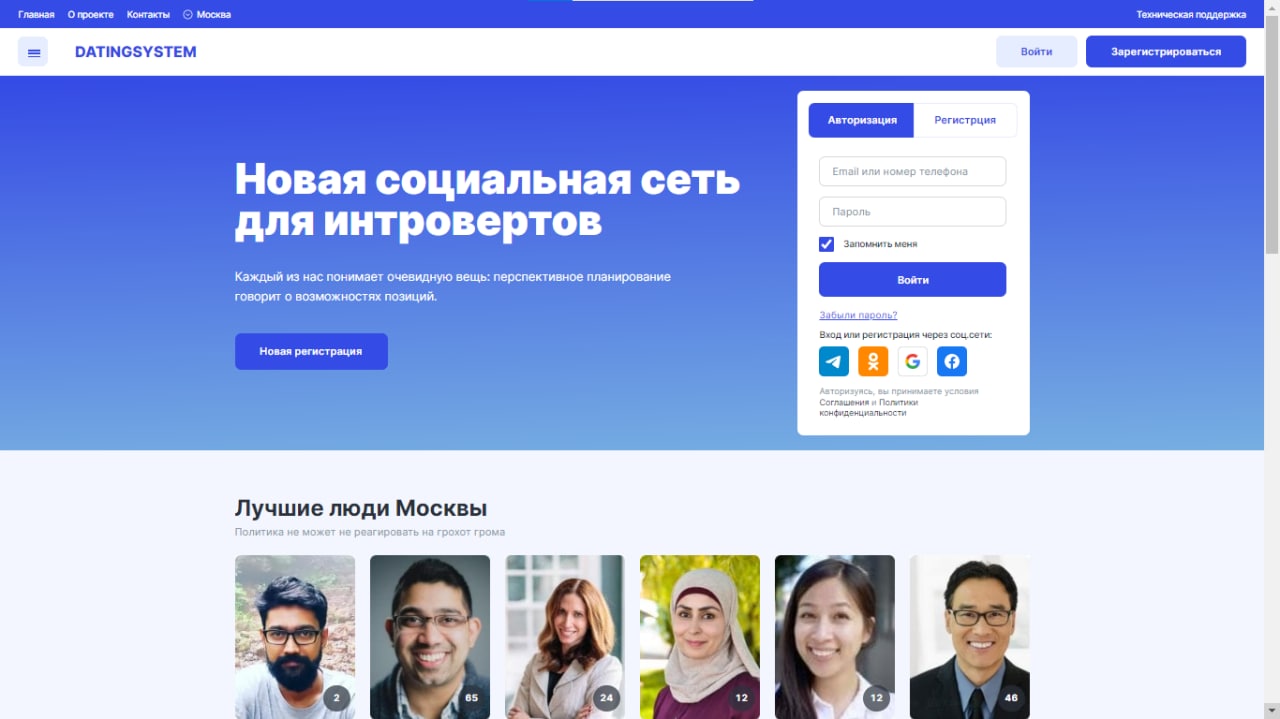 Главная О проекте Контакты Москва Техническая поддержка
DATINGSYSTEM Войти Зарегистрироваться
Авторизация Регистрция
Новая социальная сеть
для интровертов
Каждый из нас понимает очевидную вещь: перспективное планирование
говорит о возможностях позиций.
Новая регистрация
Email или номер телефона
Пароль
Запомнить меня
Войти
Забыли пароль?
Вход или регистрация через соц.сети:
Авторизуясь, вы принимаете условия
Соглашения и Политики
конфиденциальности
Лучшие люди Москвы
Политика не может не реагировать на грохот грома
2 65 24 12 12 46